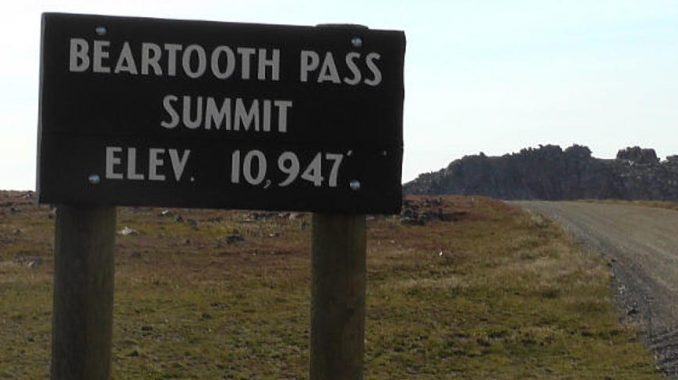 BEARTOOTH PASS
SUMMIT
ELEV. 10,947'